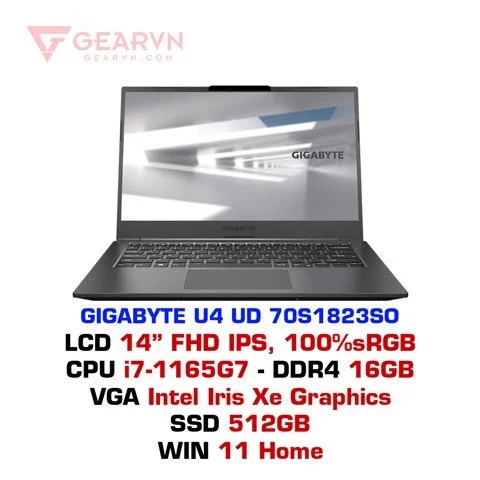 GEARVN
GEARVN.COM
GIGABYTE
GIGABYTE
GIGABYTE U4 UD 70S1823SO
LCD 14” FHD IPS, 100%sRGB
CPU i7-1165G7 - DDR4 16GB
VGA Intel Iris Xe Graphics
SSD 512GB
WIN 11 Home